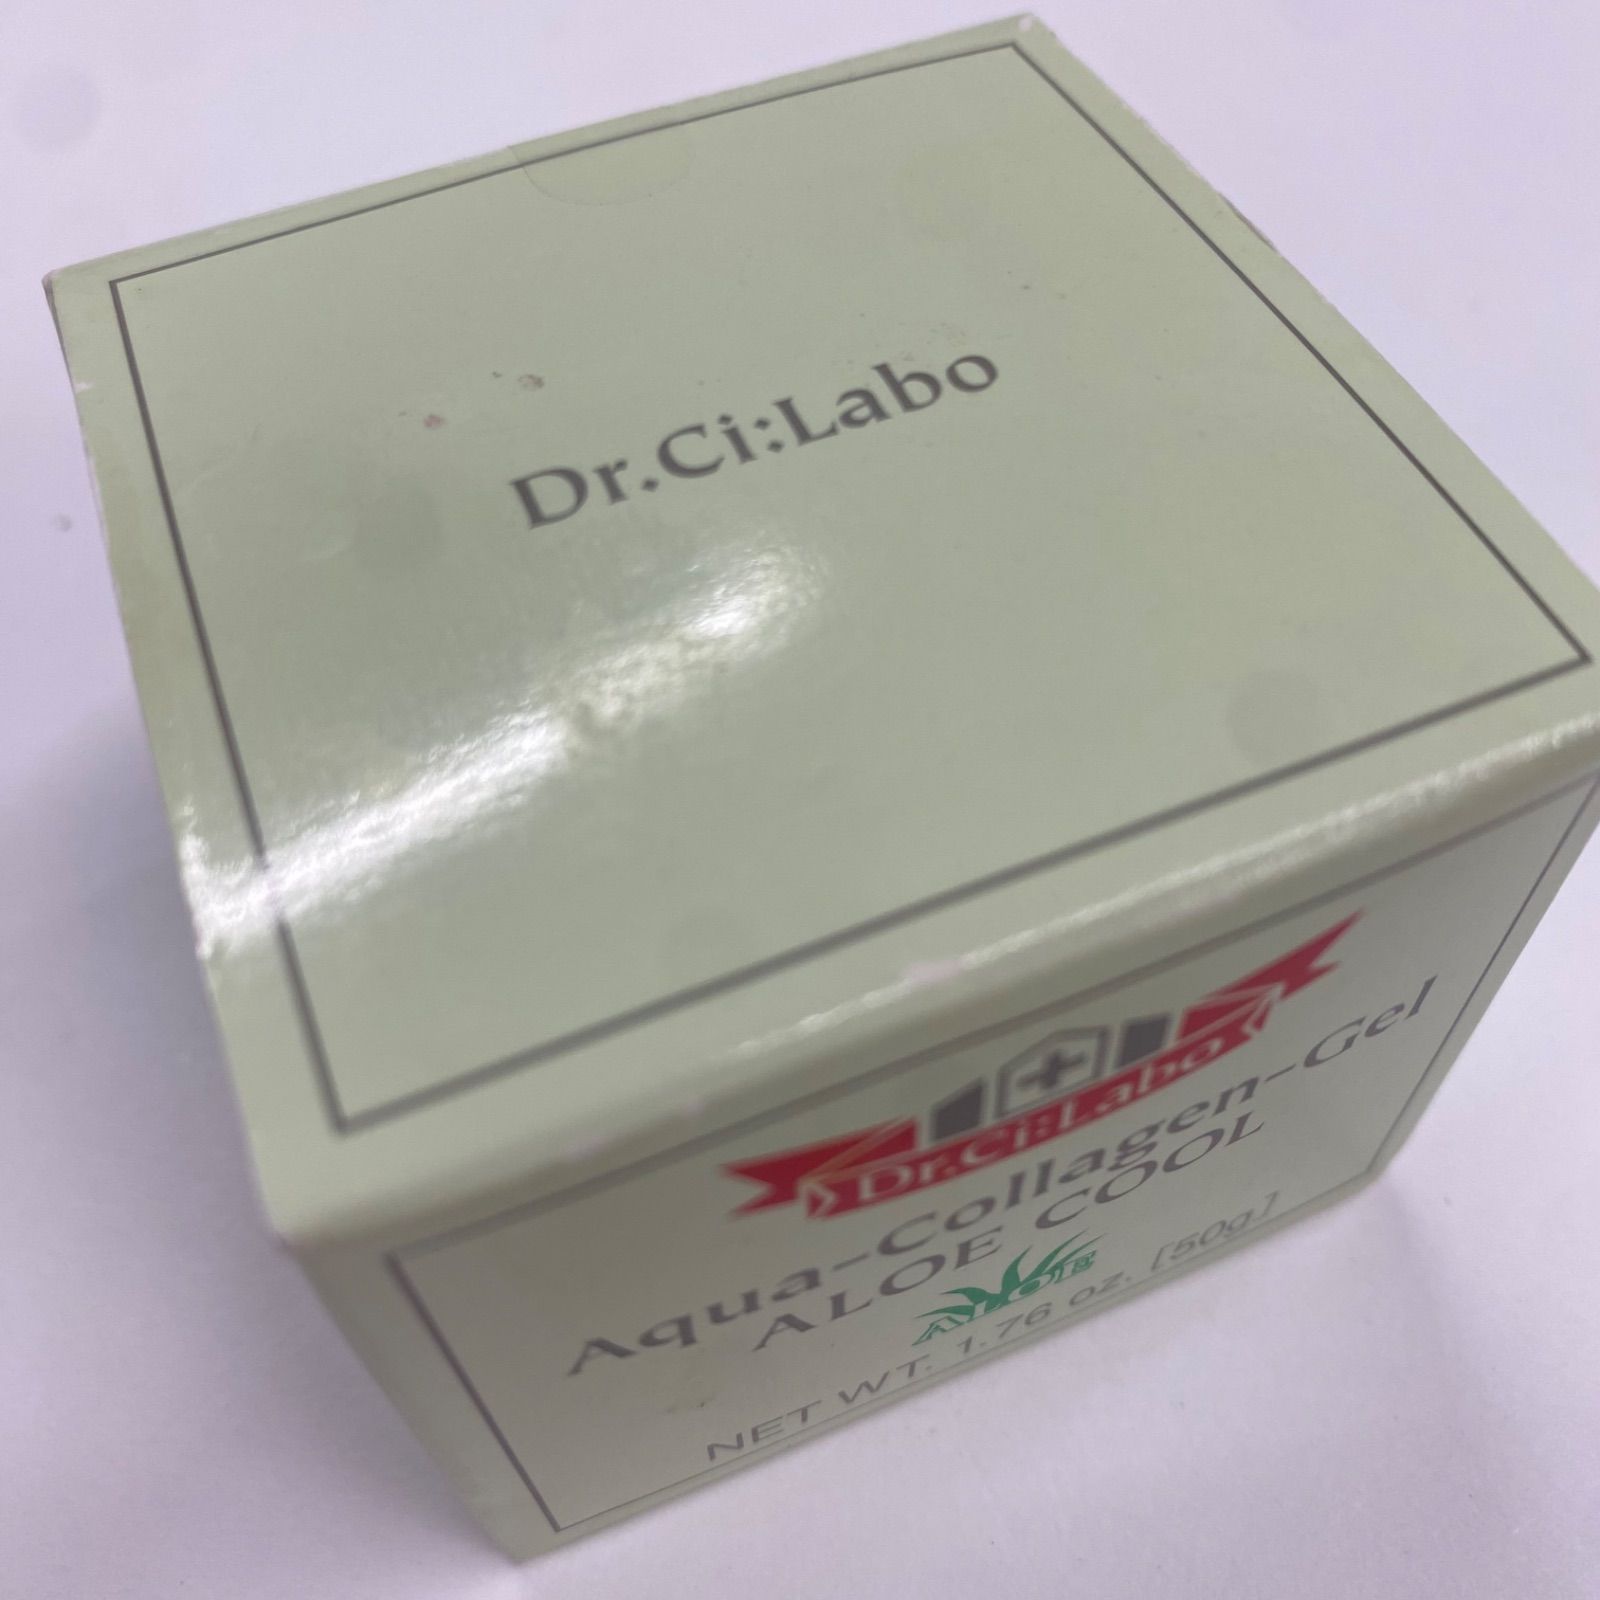 Dr.Ci:Labo
Dr.Ci:Labo
Aqua-Collagen-Gel
ALOE COOL
ALOE
NET WT. 1.76 oz. [50g]